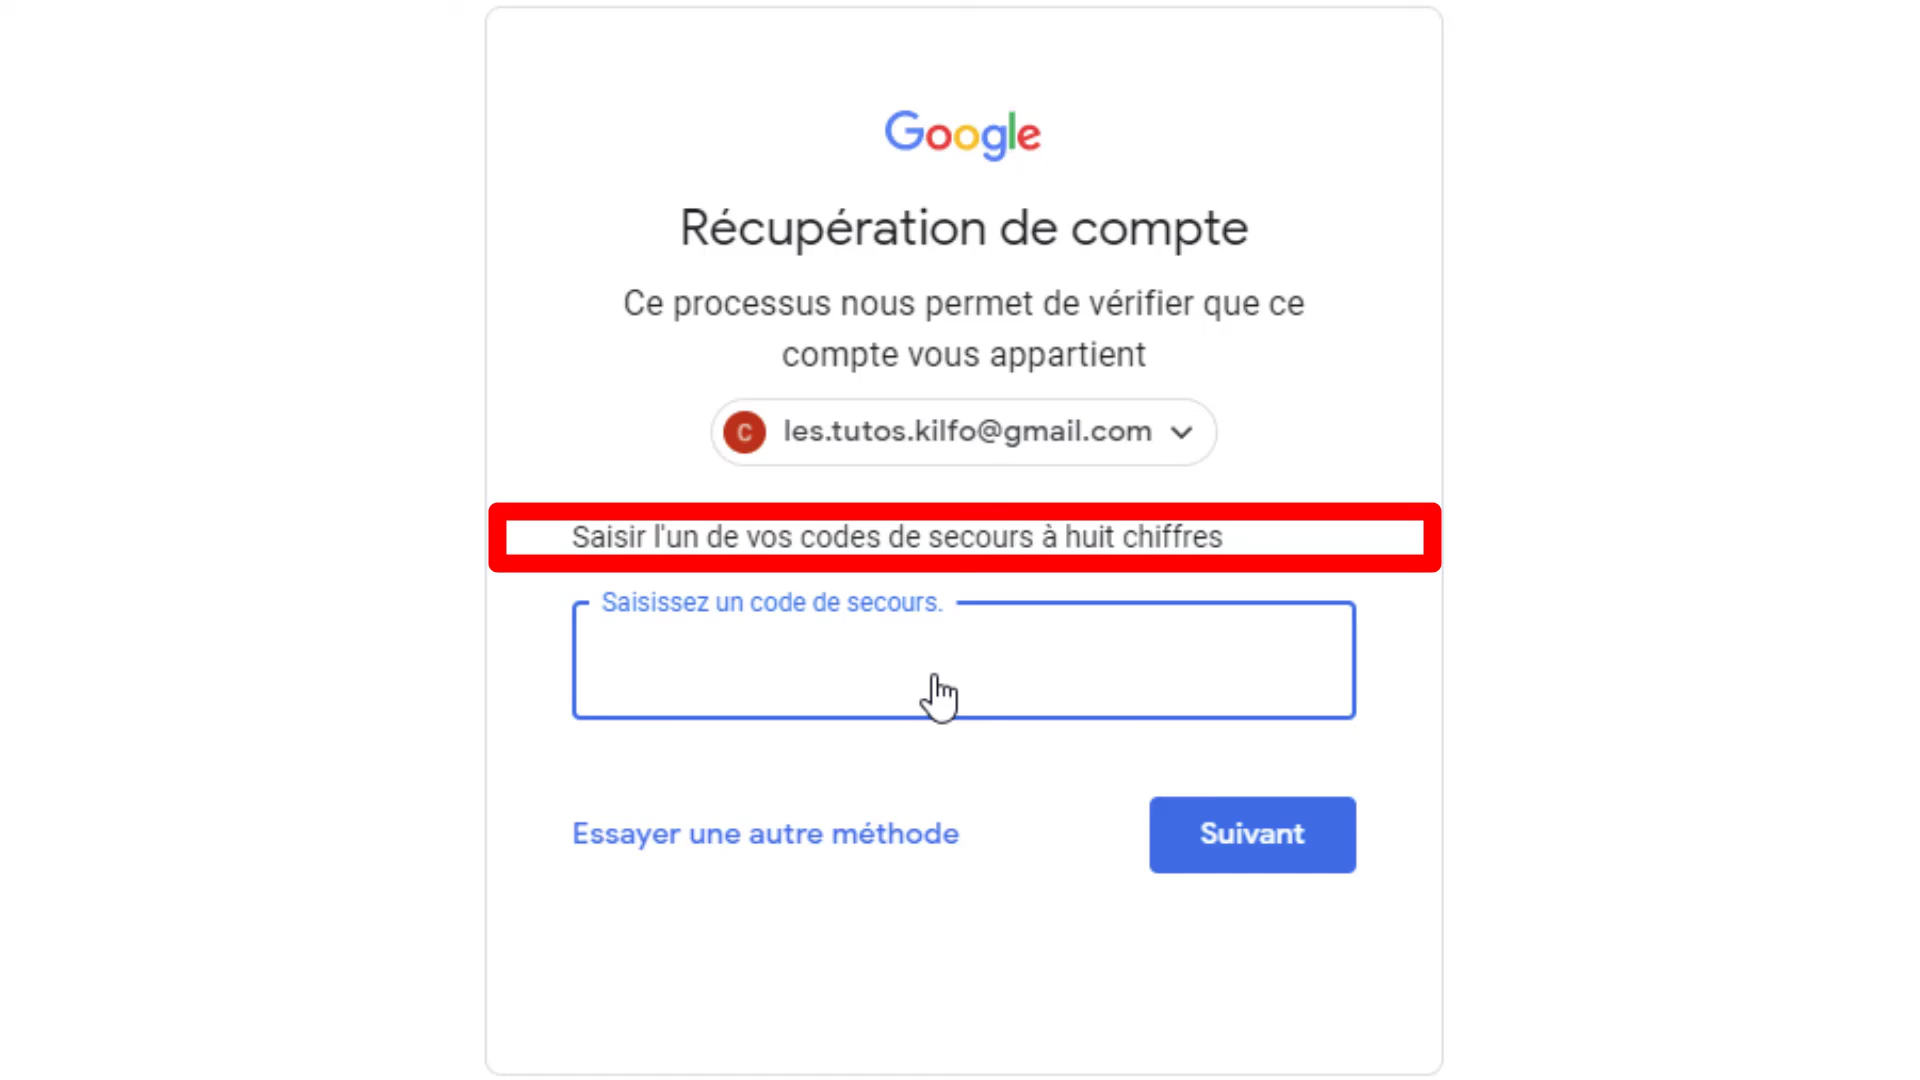 Google
Récupération de compte
Ce processus nous permet de vérifier que ce
compte vous appartient
C les.tutos.kilfo@gmail.com
Saisir l'un de vos codes de secours à huit chiffres
Saisissez un code de secours.
Essayer une autre méthode
Suivant